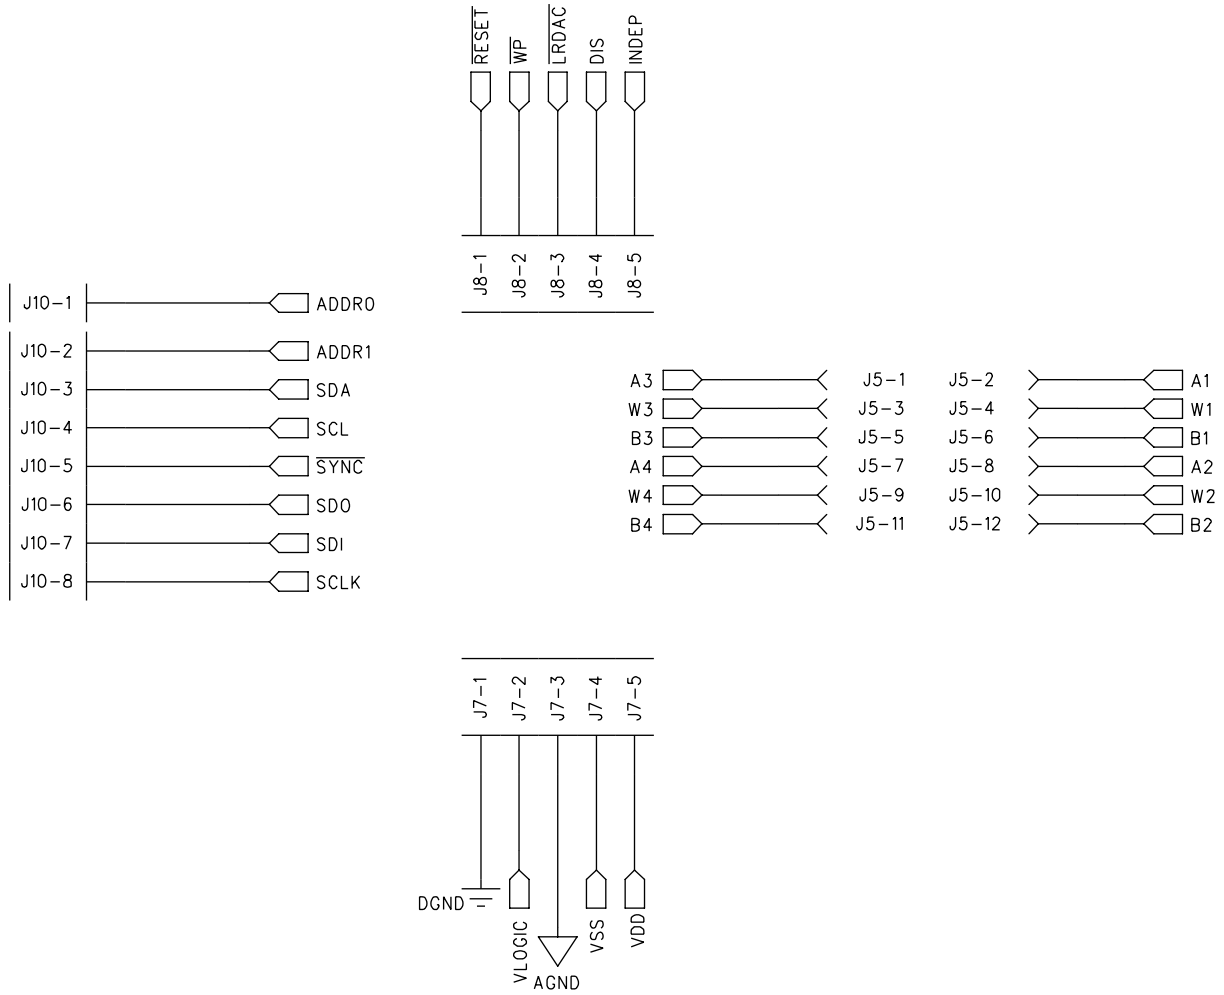 RESET
WP
LRDAC
DIS
INDEP
J8-1
J8-2
J8-3
J8-4
J8-5
J10-1 ADDR0
J10-2 ADDR1
J10-3 SDA
J10-4 SCL
J10-5 SYNC
J10-6 SDO
J10-7 SDI
J10-8 SCLK
A3 J5-1 J5-2 A1
W3 J5-3 J5-4 W1
B3 J5-5 J5-6 B1
A4 J5-7 J5-8 A2
W4 J5-9 J5-10 W2
B4 J5-11 J5-12 B2
J7-1
J7-2
J7-3
J7-4
J7-5
DGND
VLOGIC
AGND
VSS
VDD